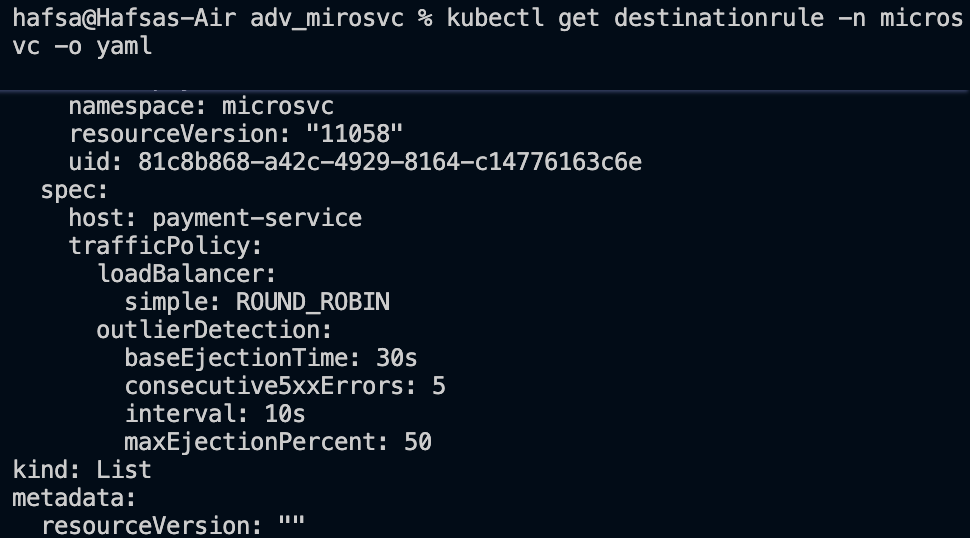 hafsa@Hafsas-Air adv_mirosvc % kubectl get destinationrule -n micros
vc -o yaml
namespace: microsvc
resourceVersion: "11058"
uid: 81c8b868-a42c-4929-8164-c14776163c6e
spec:
host: payment-service
trafficPolicy:
loadBalancer:
simple: ROUND_ROBIN
outlierDetection:
baseEjectionTime: 30s
consecutive5xxErrors: 5
interval: 10s
maxEjectionPercent: 50
kind: List
metadata:
resourceVersion: ""